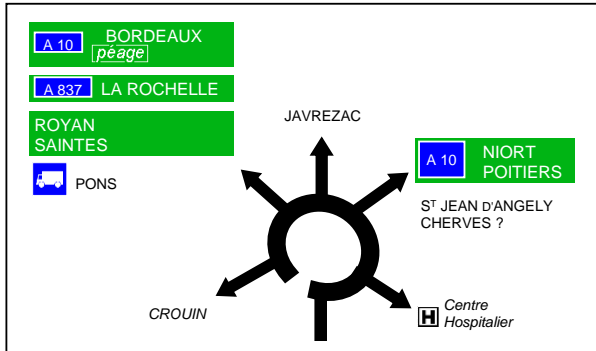 A 10 BORDEAUX
péage
A 837 LA ROCHELLE
ROYAN
SAINTES
PONS
JAVREZAC
A 10 NIORT
POITIERS
Sᵀ JEAN D'ANGELY
CHERVES ?
CROUIN
H Centre
Hospitalier